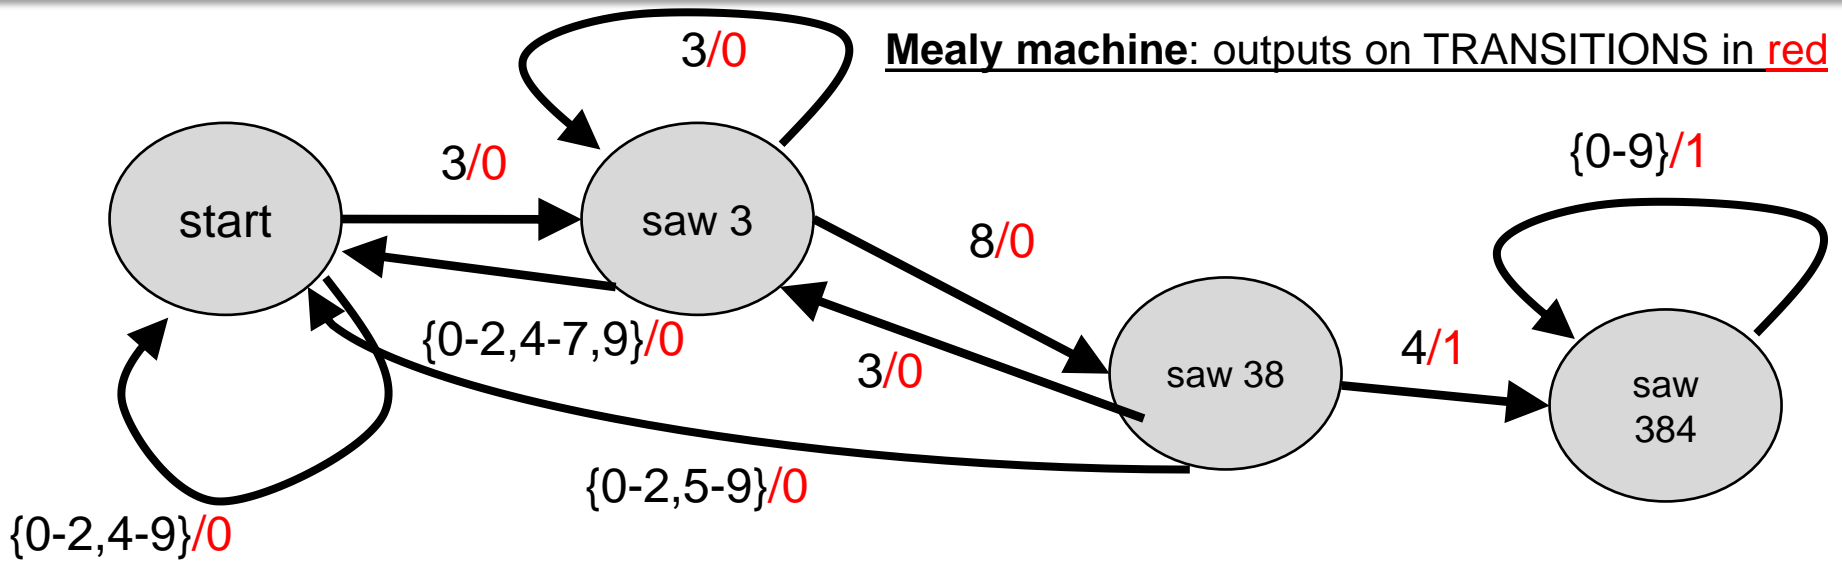 Mealy machine: outputs on TRANSITIONS in red
3/0
3/0
{0-9}/1
start
saw 3
8/0
{0-2,4-7,9}/0
3/0
saw 38
4/1
saw
384
{0-2,5-9}/0
{0-2,4-9}/0